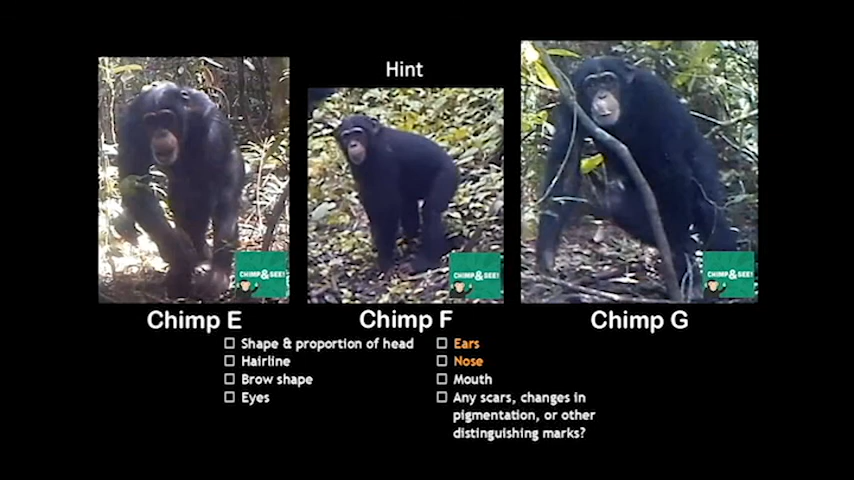 Hint
CHIMP&SEE!
CHIMP&SEE!
CHIMP&SEE!
Chimp E
Chimp F
Chimp G
Shape & proportion of head
Hairline
Brow shape
Eyes
Ears
Nose
Mouth
Any scars, changes in
pigmentation, or other
distinguishing marks?